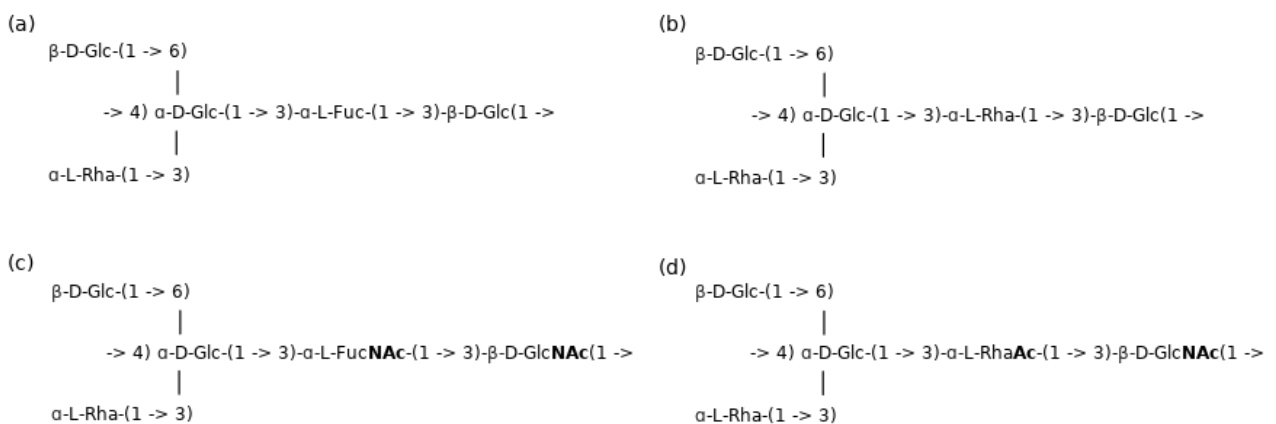 (a)
β-D-Glc-(1 -> 6)
-> 4) α-D-Glc-(1 -> 3)-α-L-Fuc-(1 -> 3)-β-D-Glc(1 ->
α-L-Rha-(1 -> 3)
(b)
β-D-Glc-(1 -> 6)
-> 4) α-D-Glc-(1 -> 3)-α-L-Rha-(1 -> 3)-β-D-Glc(1 ->
α-L-Rha-(1 -> 3)
(c)
β-D-Glc-(1 -> 6)
-> 4) α-D-Glc-(1 -> 3)-α-L-FucNAc-(1 -> 3)-β-D-GlcNAc(1 ->
α-L-Rha-(1 -> 3)
(d)
β-D-Glc-(1 -> 6)
-> 4) α-D-Glc-(1 -> 3)-α-L-RhaAc-(1 -> 3)-β-D-GlcNAc(1 ->
α-L-Rha-(1 -> 3)